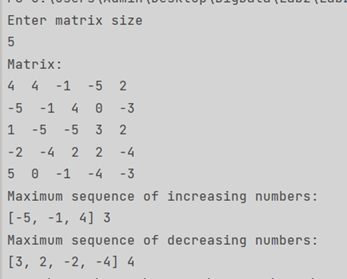 Enter matrix size
5
Matrix:
4  4  -1  -5  2
-5  -1  4  0  -3
1  -5  -5  3  2
-2  -4  2  2  -4
5  0  -1  -4  -3
Maximum sequence of increasing numbers:
[-5, -1, 4] 3
Maximum sequence of decreasing numbers:
[3, 2, -2, -4] 4